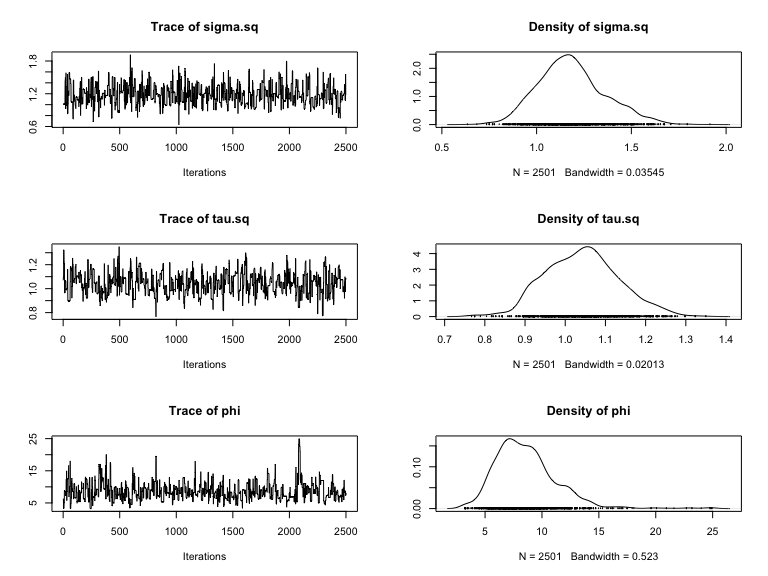 Trace of sigma.sq
0.6 1.2 1.8
0 500 1000 1500 2000 2500
Iterations
Density of sigma.sq
0.0 1.0 2.0
0.5 1.0 1.5 2.0
N = 2501 Bandwidth = 0.03545
Trace of tau.sq
0.8 1.0 1.2
0 500 1000 1500 2000 2500
Iterations
Density of tau.sq
0 1 2 3 4
0.7 0.8 0.9 1.0 1.1 1.2 1.3 1.4
N = 2501 Bandwidth = 0.02013
Trace of phi
5 15 25
0 500 1000 1500 2000 2500
Iterations
Density of phi
0.00 0.10
5 10 15 20 25
N = 2501 Bandwidth = 0.523